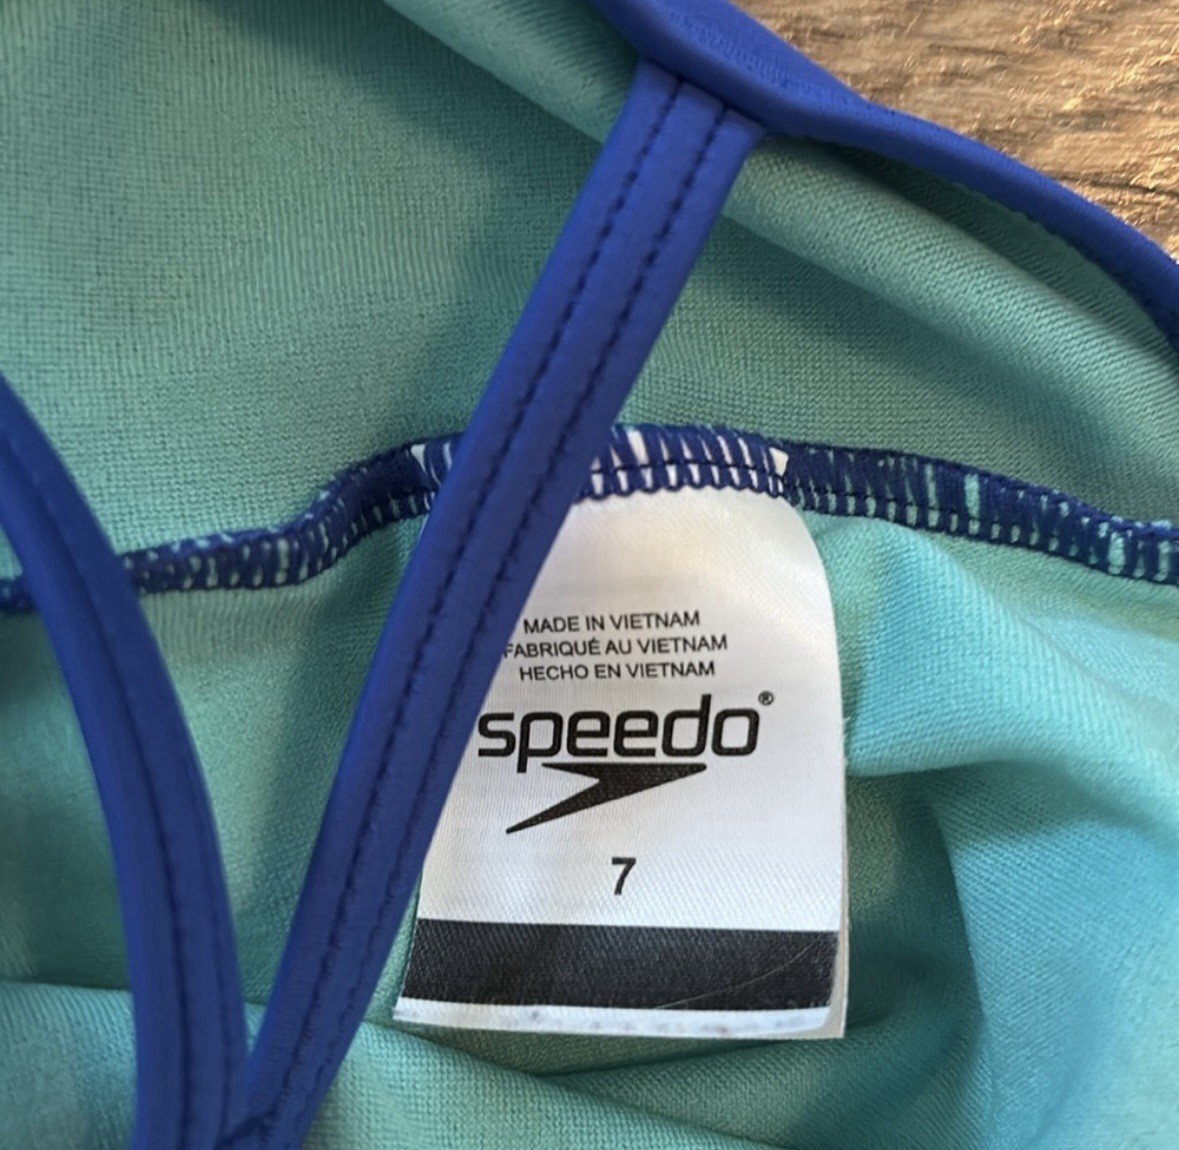 MADE IN VIETNAM
FABRIQUÉ AU VIETNAM
HECHO EN VIETNAM
speedo®
7